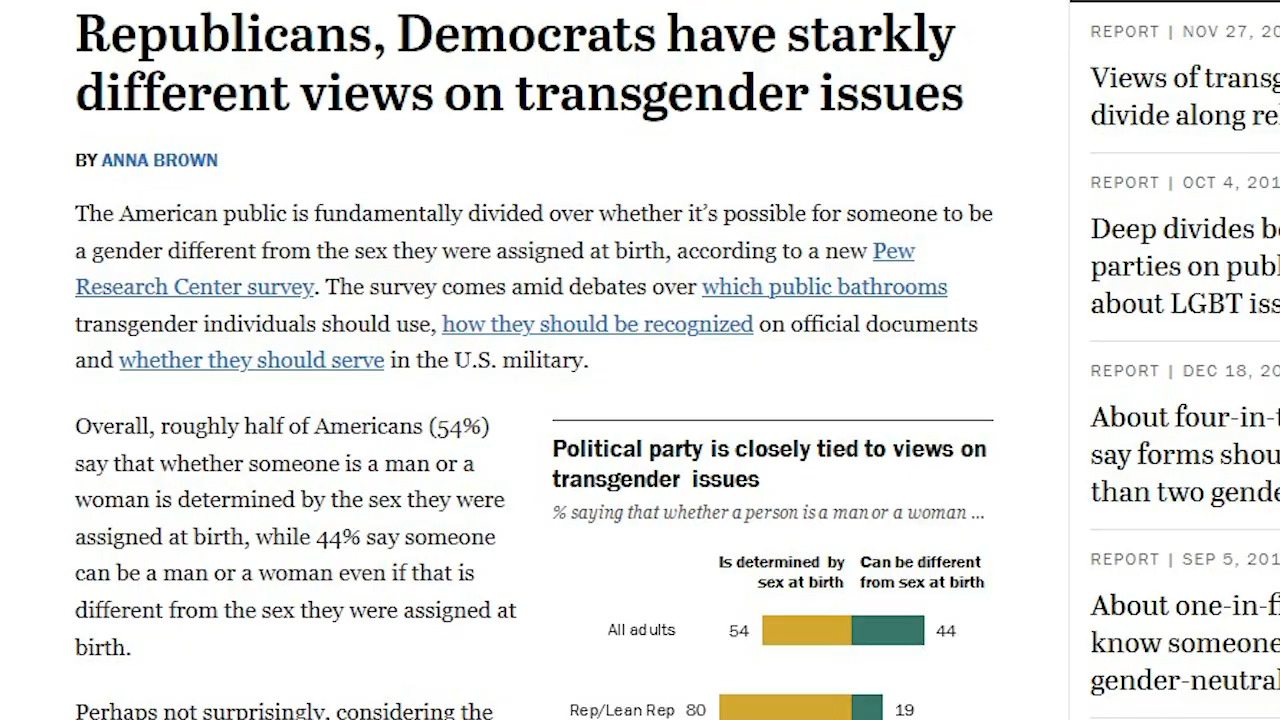 Republicans, Democrats have starkly
different views on transgender issues
BY ANNA BROWN
The American public is fundamentally divided over whether it’s possible for someone to be
a gender different from the sex they were assigned at birth, according to a new Pew
Research Center survey. The survey comes amid debates over which public bathrooms
transgender individuals should use, how they should be recognized on official documents
and whether they should serve in the U.S. military.
Overall, roughly half of Americans (54%)
say that whether someone is a man or a
woman is determined by the sex they were
assigned at birth, while 44% say someone
can be a man or a woman even if that is
different from the sex they were assigned at
birth.
Perhaps not surprisingly, considering the
Political party is closely tied to views on
transgender issues
% saying that whether a person is a man or a woman ...
Is determined by
sex at birth
Can be different
from sex at birth
All adults 54 44
Rep/Lean Rep 80 19
REPORT | NOV 27,
Views of
divide along
REPORT | OCT 4,
Deep divides
parties on
about LGBT
REPORT | DEC 18,
About
say forms
than two
REPORT | SEP 5,
About
know someone